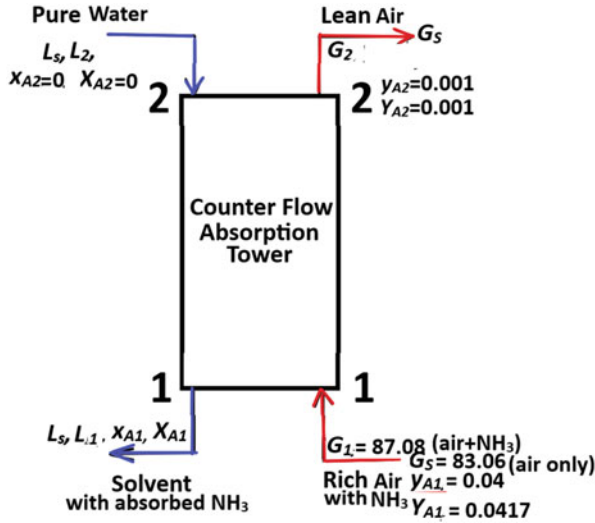 Pure Water
Lₛ, L₂,
xA2=0  XA2=0
Lean Air
Gₛ
G₂
yA2=0.001
YA2=0.001
2
2
Counter Flow
Absorption
Tower
1
1
Lₛ, L₁, xA1, XA1
Solvent
with absorbed NH₃
G₁= 87.08 (air+NH₃)
Gₛ= 83.06 (air only)
Rich Air yA1 = 0.04
with NH₃ YA1 = 0.0417